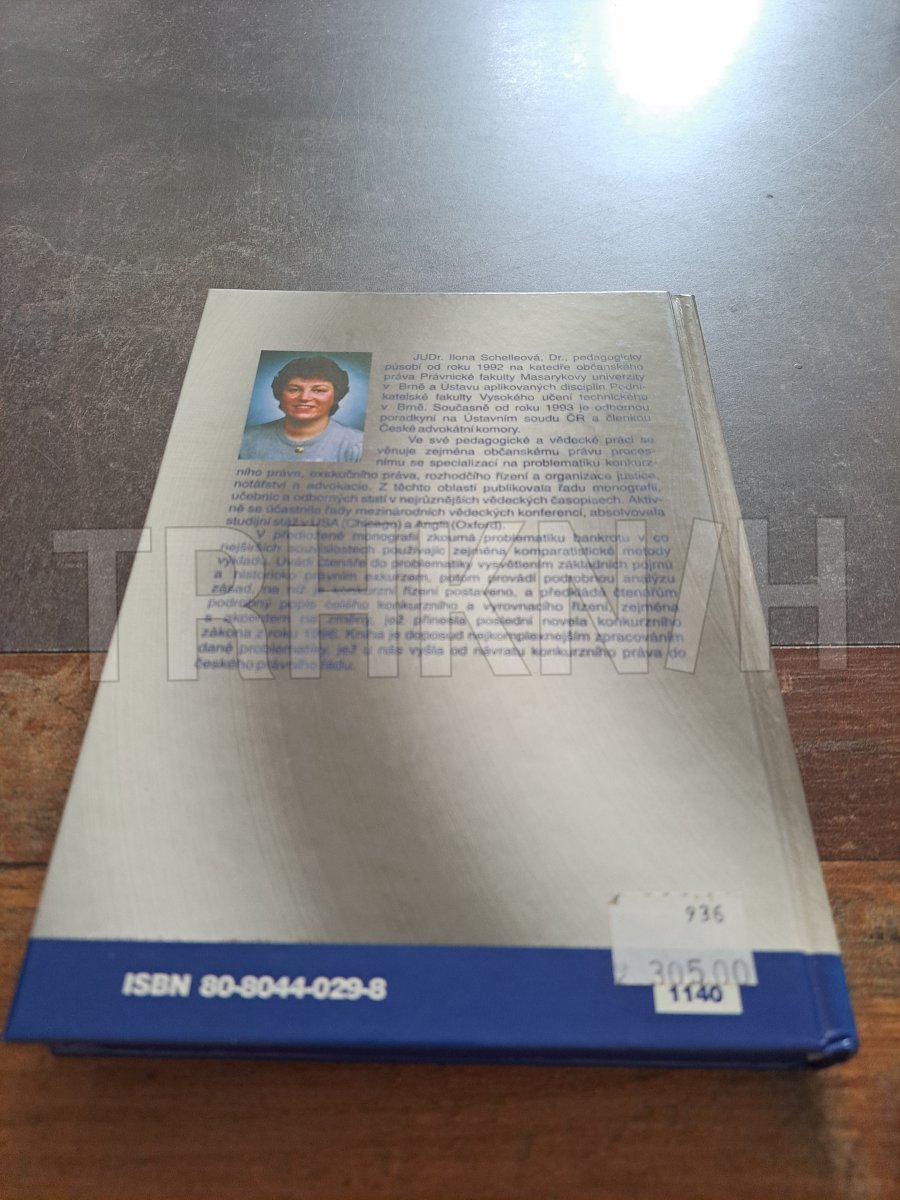 JUDr. Ilona Schelleová, Dr., pedagogicky
působí od roku 1992 na katedře občanského
práva Právnické fakulty Masarykovy univerzity
v Brně a Ústavu aplikovaných disciplin Podni-
katelské fakulty Vysokého učení technického
v Brně. Současně od roku 1993 je odbornou
poradkyní na Ústavním soudu ČR a členkou
České advokátní komory.
Ve své pedagogické a vědecké práci se
věnuje zejména občanskému právu proces-
nímu se specializací na problematiku konkurz-
ního práva, exekučního práva, rozhodčího řízení a organizace justice,
notářství a advokacie. Z těchto oblastí publikovala řadu monografií,
učebnic a odborných statí v nejrůznějších vědeckých časopisech. Aktiv-
ně se účastnila řady mezinárodních vědeckých konferencí, absolvovala
studijní stáž v USA (Chicago) a Anglii (Oxford).
V předložené monografii zkoumá problematiku bankrotu v co
nejširších souvislostech používajíc zejména komparatistické metody
výkladu. Uvádí čtenáře do problematiky vysvětlením základních pojmů
a historicko právním exkurzem, potom provádí podrobnou analýzu
zásad, na niž konkurzní řízení postaveno, a předkládá čtenářům
podrobný popis celého konkurzního a vyrovnacího řízení, zejména
s akcentem na změny, jež přinesla poslední novela konkurzního
zákona z roku 1996. Kniha je doposud nejkomplexnějším zpracováním
dané problematiky, jež u nás vyšla od návratu konkurzního práva do
českého právního řádu.
TRHKNIH
936
305,00
1140
ISBN 80-8044-029-8